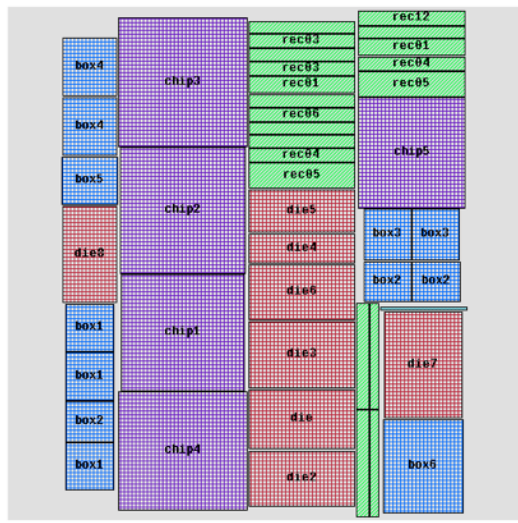 rec12
rec03
rec01
box4
rec03
rec04
chip3
rec01
rec05
rec06
box4
chip5
rec04
box5
rec05
chip2
die5
box3 box3
die8
die4
box2 box2
die6
box1
chip1
die3
die7
box1
box2
die
chip4
box1
box6
die2